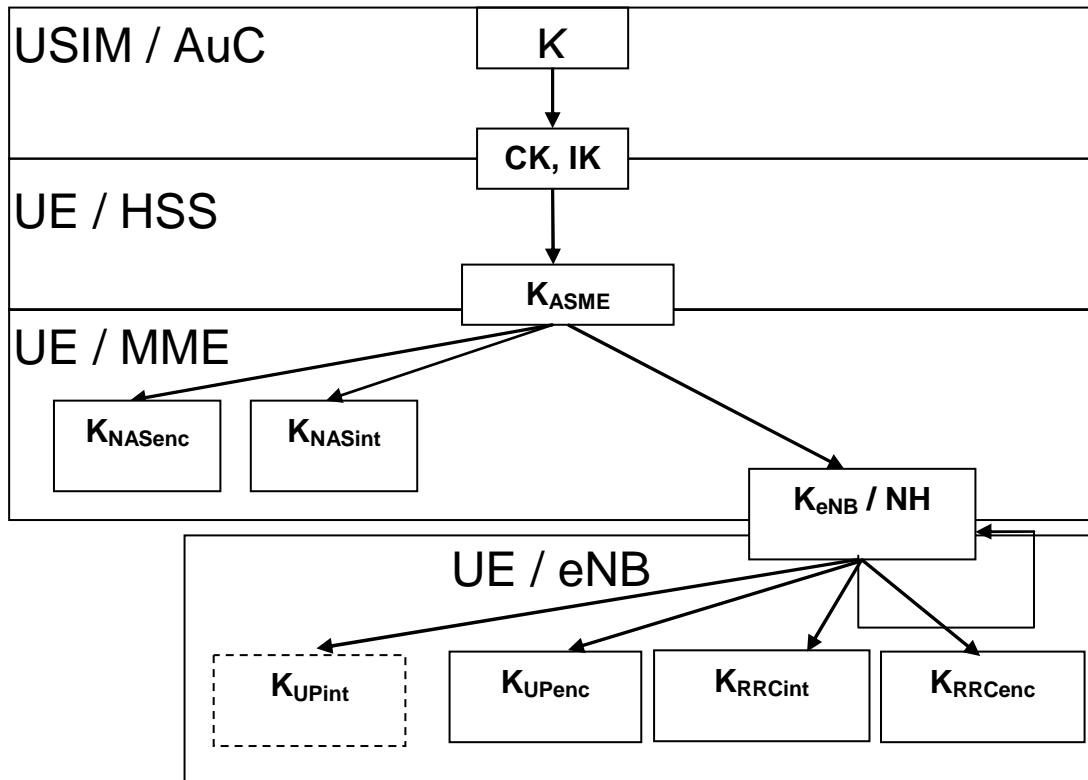 USIM / AuC
K
CK, IK
UE / HSS
KASME
UE / MME
KNASenc
KNASint
KeNB / NH
UE / eNB
KUPint
KUPenc
KRRCint
KRRCenc